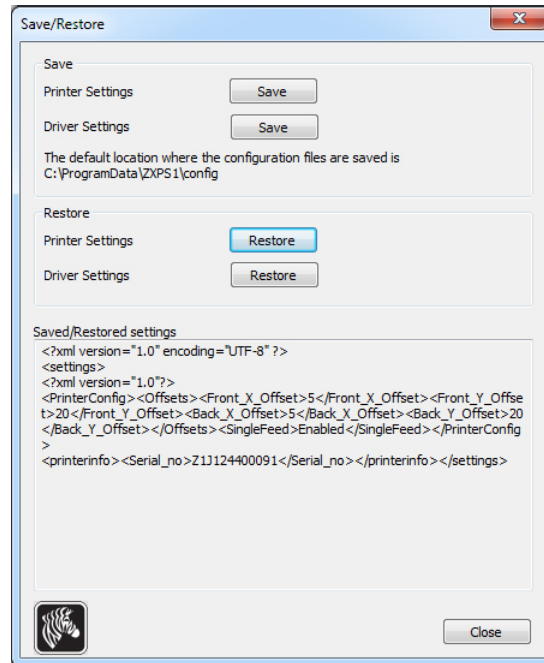 Save/Restore
Save
Printer Settings Save
Driver Settings Save
The default location where the configuration files are saved is
C:\ProgramData\ZXPS1\config
Restore
Printer Settings Restore
Driver Settings Restore
Saved/Restored settings
<?xml version="1.0" encoding="UTF-8" ?>
<settings>
<?xml version="1.0"?>
<PrinterConfig><Offsets><Front_X_Offset>5</Front_X_Offset><Front_Y_Offse
t>20</Front_Y_Offset><Back_X_Offset>5</Back_X_Offset><Back_Y_Offset>20
</Back_Y_Offset></Offsets><SingleFeed>Enabled</SingleFeed></PrinterConfig
>
<printerinfo><Serial_no>Z1J124400091</Serial_no></printerinfo></settings>
Close